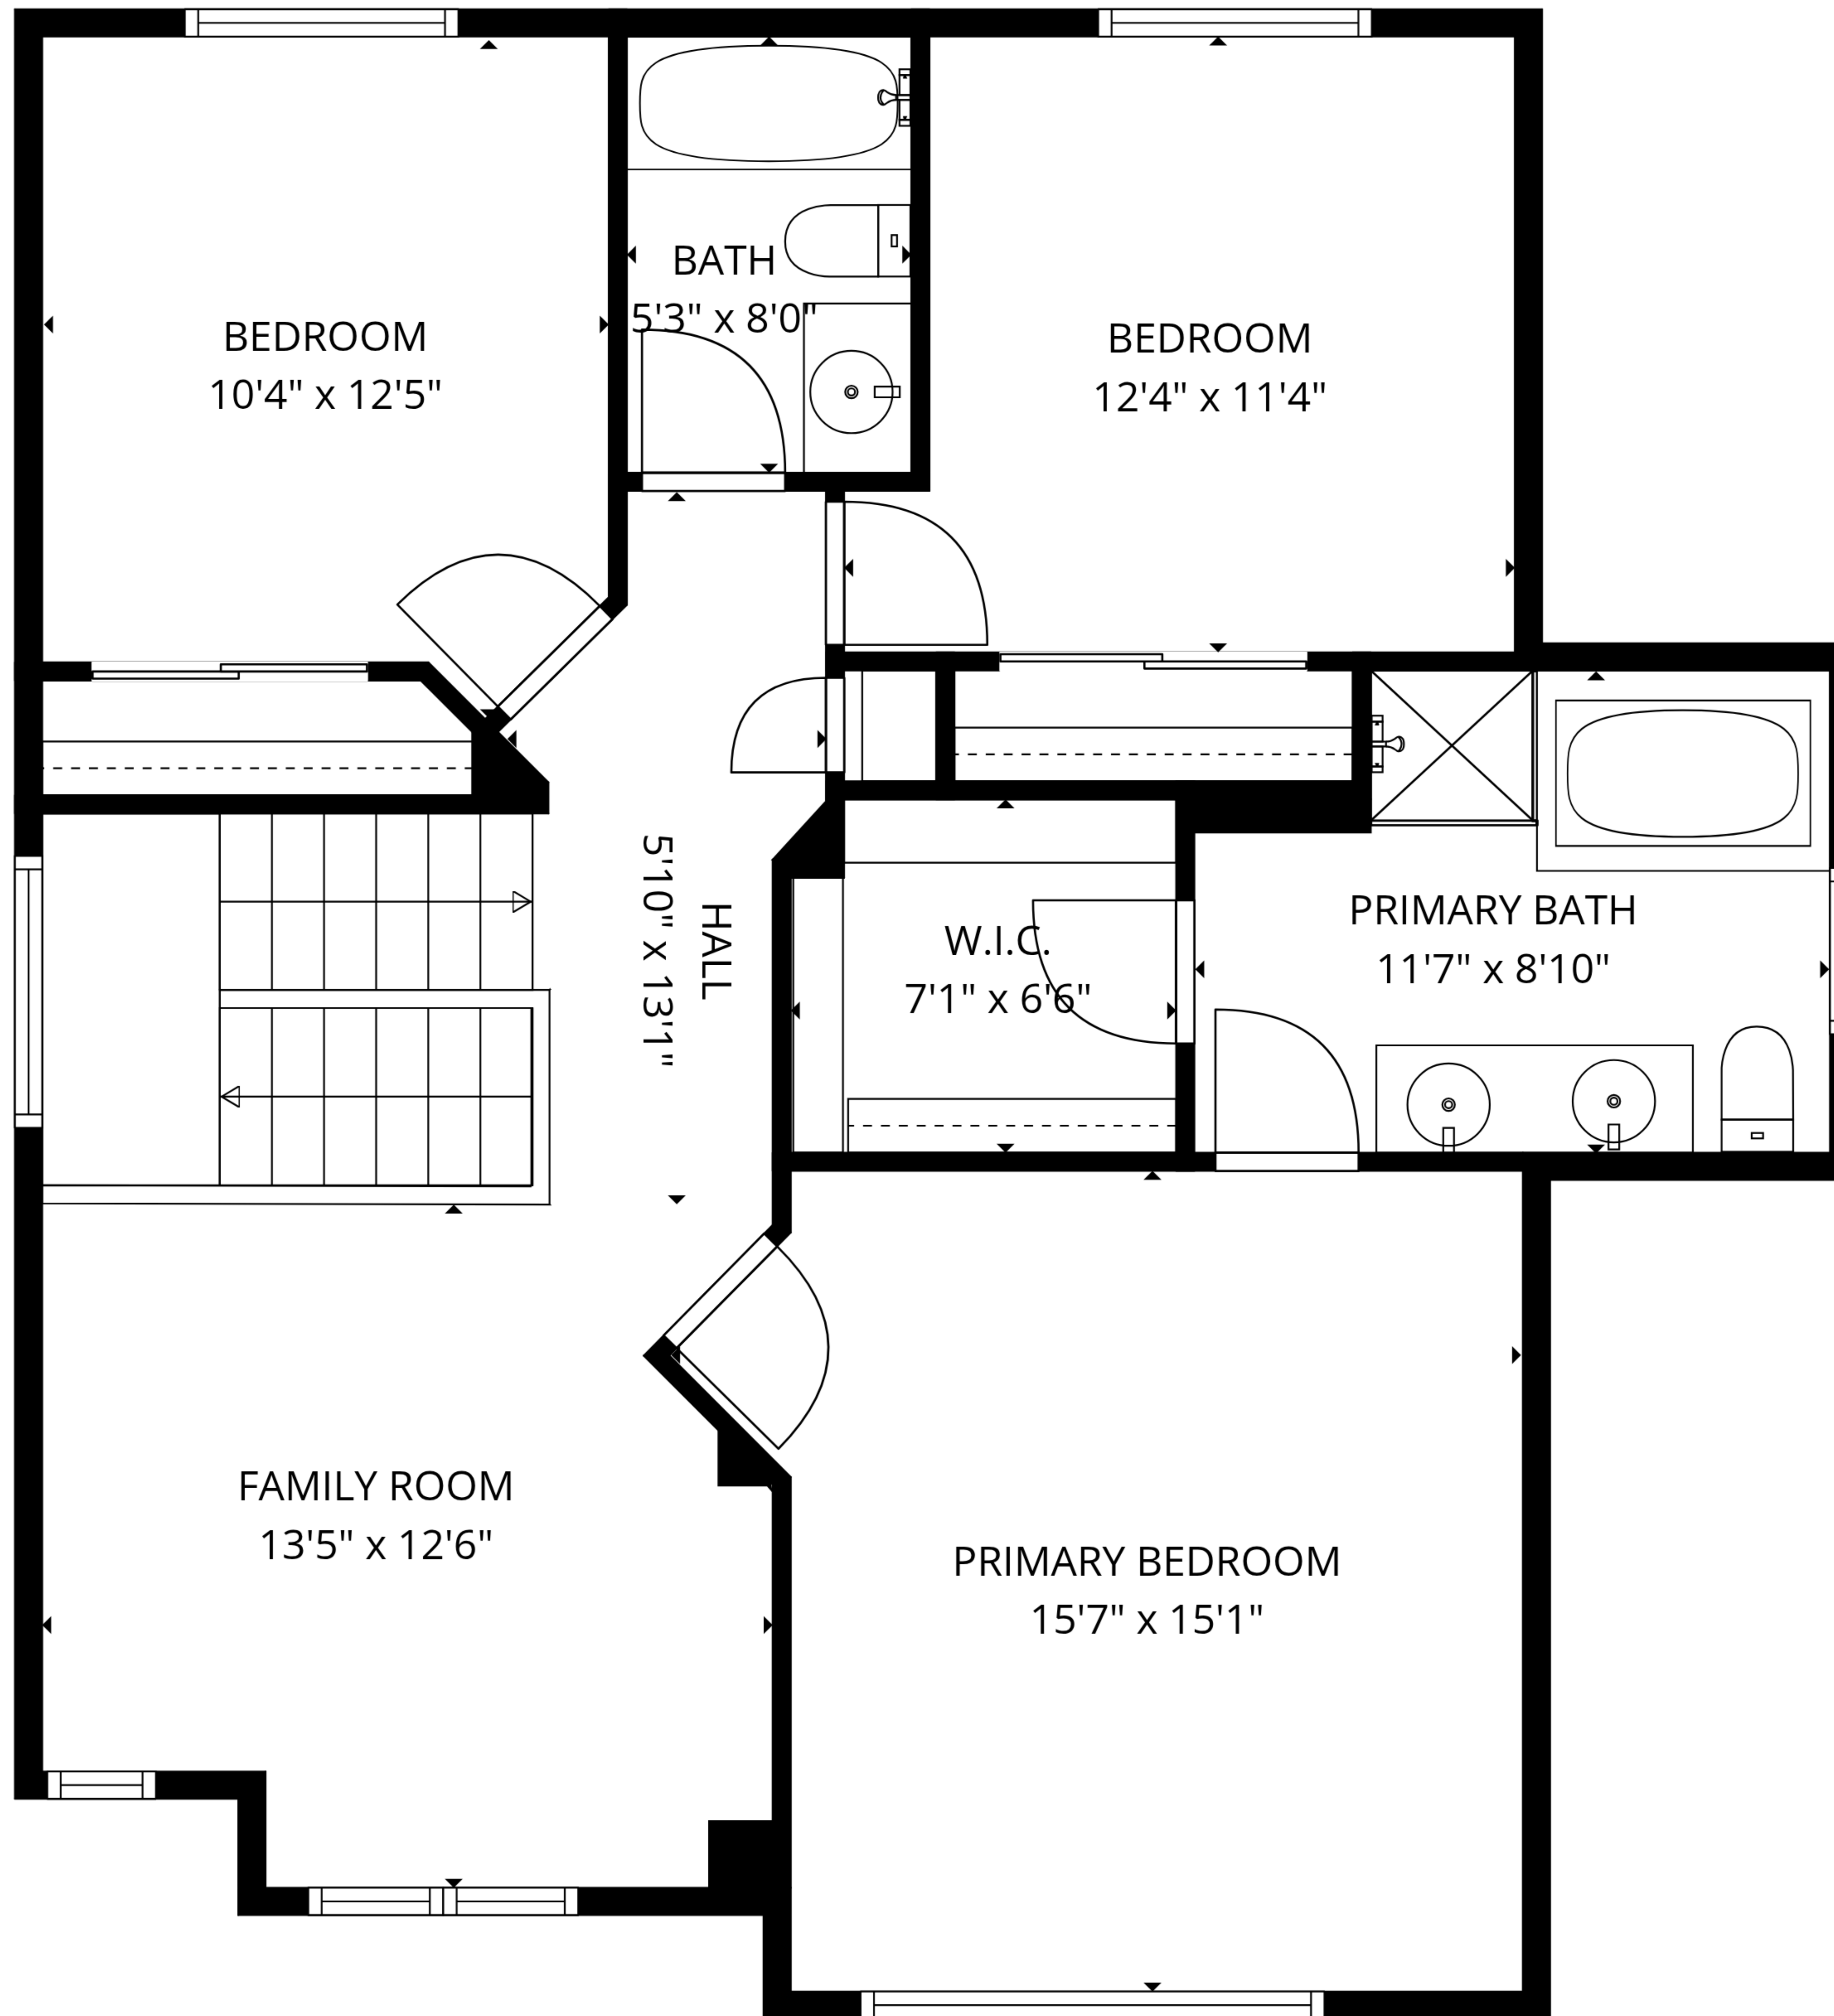 BATH
5'3" x 8'0"
BEDROOM
10'4" x 12'5"
BEDROOM
12'4" x 11'4"
HALL
5'10" x 13'1"
W.I.C.
7'1" x 6'6"
PRIMARY BATH
11'7" x 8'10"
FAMILY ROOM
13'5" x 12'6"
PRIMARY BEDROOM
15'7" x 15'1"